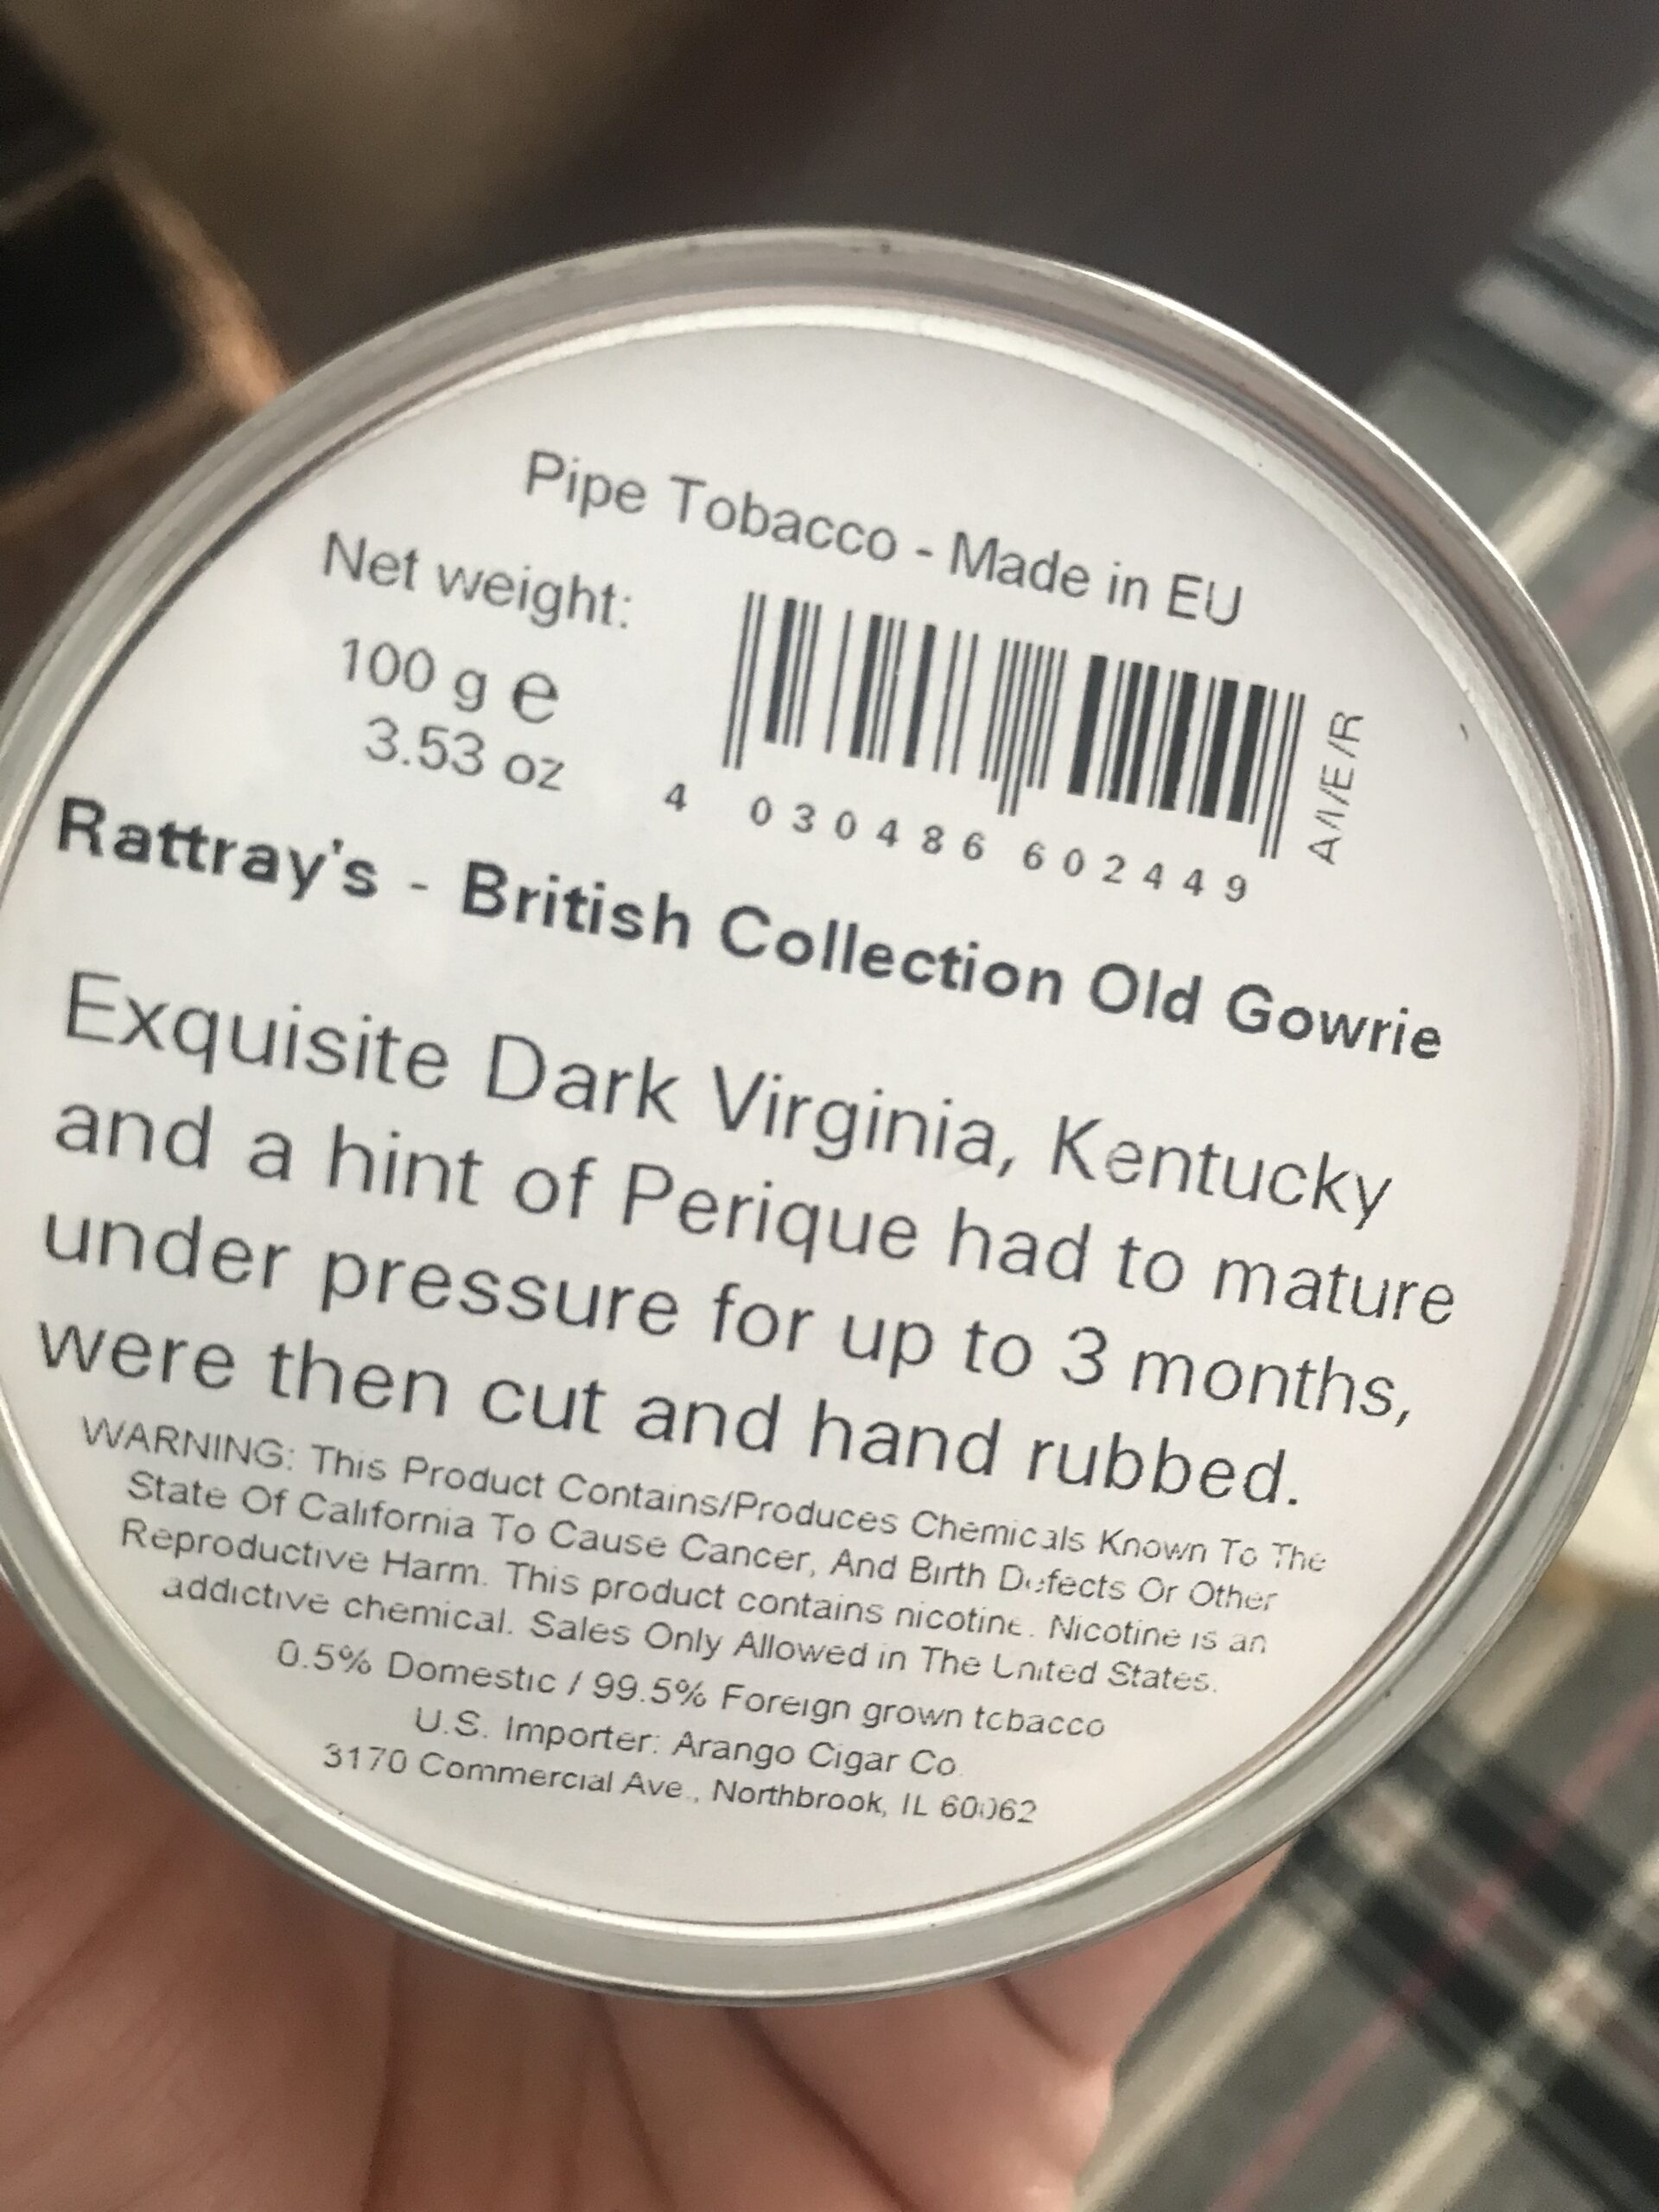 Pipe Tobacco - Made in EU
Net weight:
100 g e
3.53 oz
4 030486 602449
A/I/E/R
Rattray's - British Collection Old Gowrie
Exquisite Dark Virginia, Kentucky
and a hint of Perique had to mature
under pressure for up to 3 months,
were then cut and hand rubbed.
WARNING: This Product Contains/Produces Chemicals Known To The
State Of California To Cause Cancer, And Birth Defects Or Other
Reproductive Harm. This product contains nicotine. Nicotine is an
addictive chemical. Sales Only Allowed in The United States.
0.5% Domestic / 99.5% Foreign grown tobacco
U.S. Importer: Arango Cigar Co.
3170 Commercial Ave., Northbrook, IL 60062